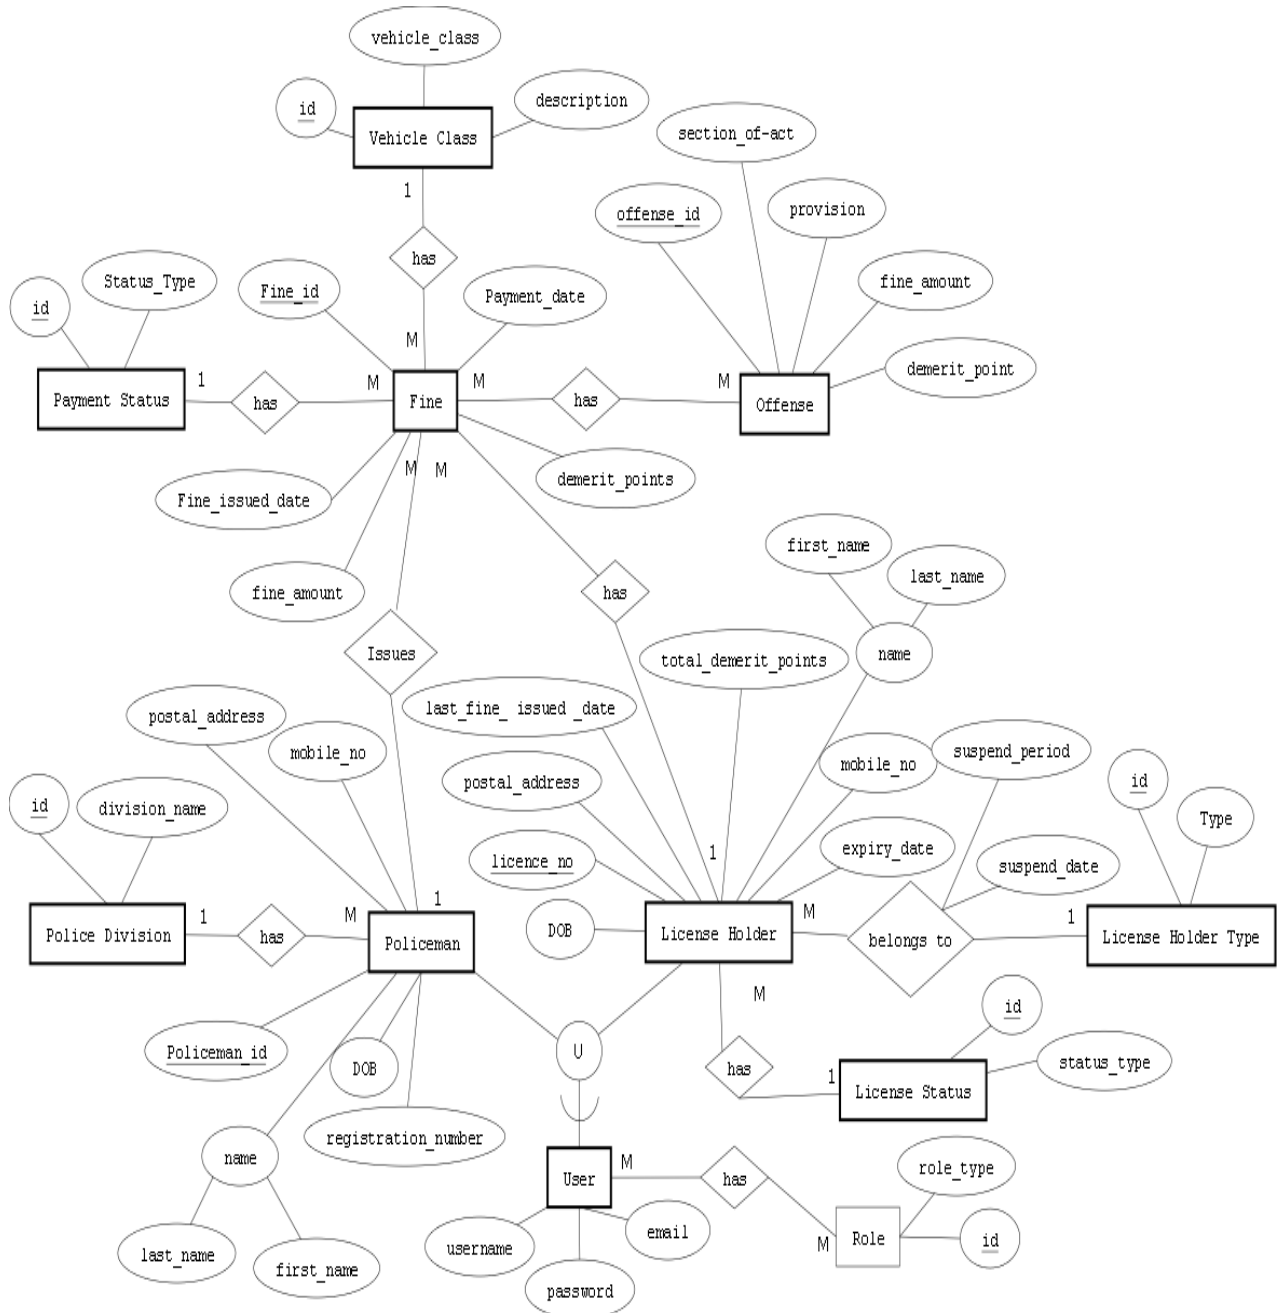 vehicle_class
id
description
Vehicle Class
section_of-act
1
offense_id
provision
has
Status_Type
id
Fine_id
Payment_date
fine_amount
M
demerit_point
Payment Status
1
has
M
Fine
M
has
M
Offense
M
M
demerit_points
Fine_issued_date
first_name
last_name
fine_amount
has
Issues
name
total_demerit_points
last_fine_ issued _date
postal_address
mobile_no
suspend_period
mobile_no
postal_address
id
Type
id
division_name
expiry_date
1
licence_no
suspend_date
1
M
1
M
1
Police Division
has
Policeman
DOB
License Holder
belongs to
License Holder Type
M
id
Policeman_id
U
DOB
has
1
status_type
License Status
registration_number
name
M
role_type
User
has
last_name
first_name
username
email
M
Role
id
password